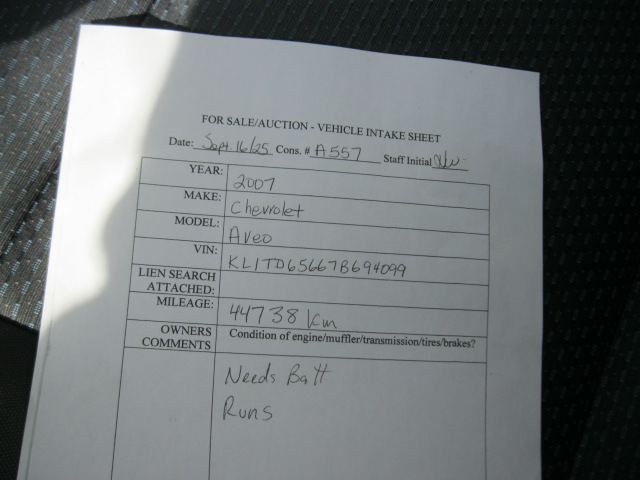 FOR SALE/AUCTION - VEHICLE INTAKE SHEET
Date: Sept. 16/25 Cons. # A557 Staff Initial
YEAR: 2007
MAKE: Chevrolet
MODEL: Aveo
VIN: KL1TD65667B694099
LIEN SEARCH
ATTACHED:
MILEAGE: 44738 Km
OWNERS COMMENTS Condition of engine/muffler/transmission/tires/brakes?
Needs Batt
Runs